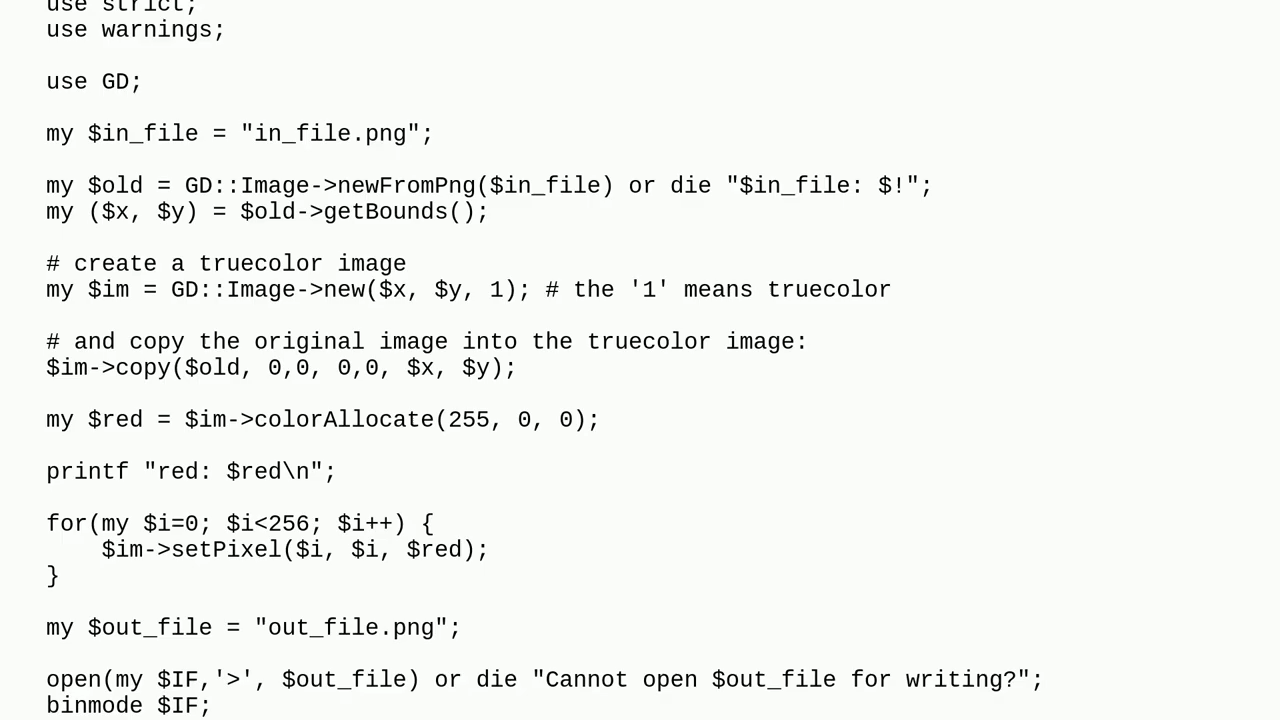 use strict;
use warnings;
use GD;
my $in_file = "in_file.png";
my $old = GD::Image->newFromPng($in_file) or die "$in_file: $!";
my ($x, $y) = $old->getBounds();
# create a truecolor image
my $im = GD::Image->new($x, $y, 1); # the '1' means truecolor
# and copy the original image into the truecolor image:
$im->copy($old, 0,0, 0,0, $x, $y);
my $red = $im->colorAllocate(255, 0, 0);
printf "red: $red\n";
for(my $i=0; $i<256; $i++) {
    $im->setPixel($i, $i, $red);
}
my $out_file = "out_file.png";
open(my $IF,'>', $out_file) or die "Cannot open $out_file for writing?";
binmode $IF;